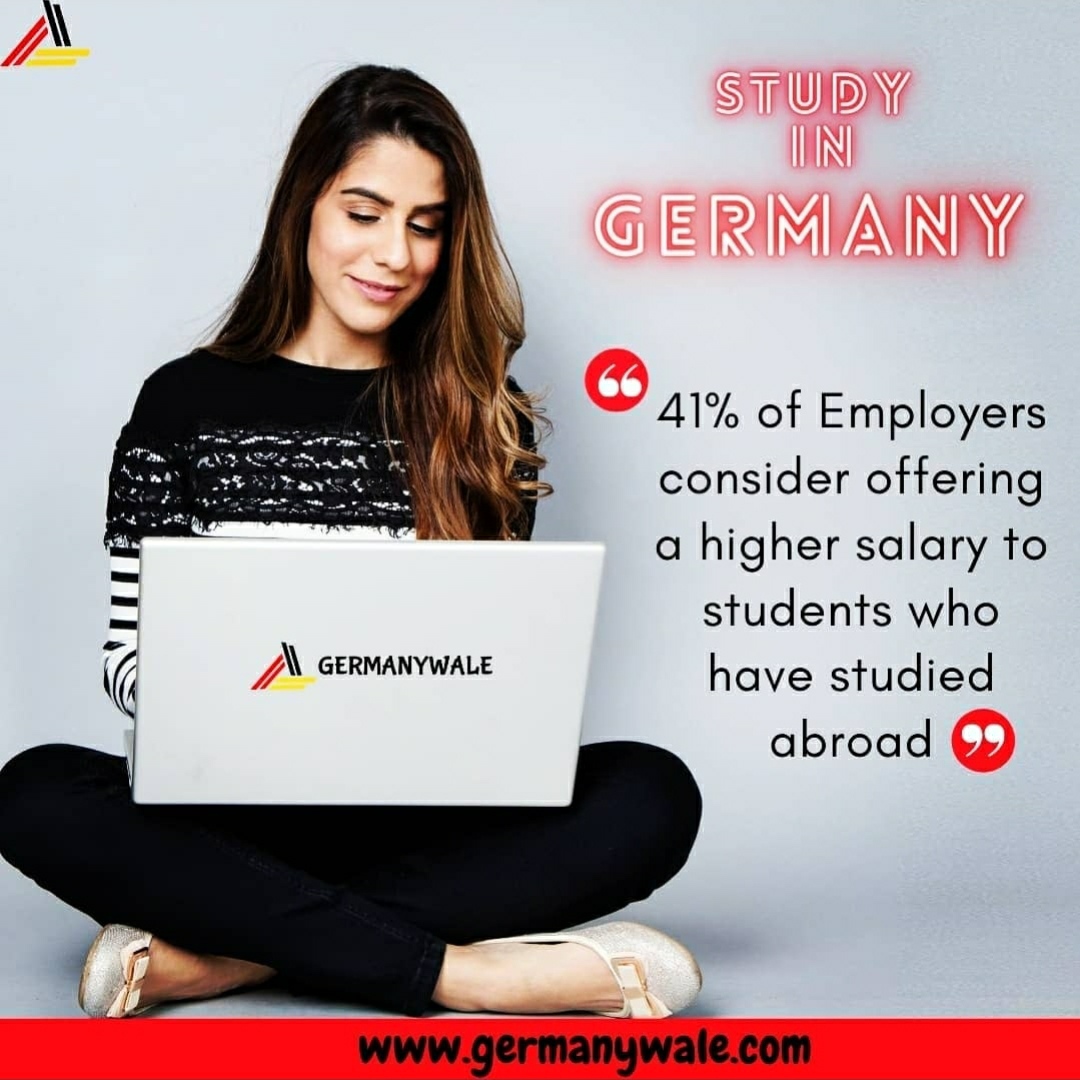 STUDY
IN
GERMANY
“ 41% of Employers
consider offering
a higher salary to
students who
have studied
abroad ”
GERMANYWALE
www.germanywale.com